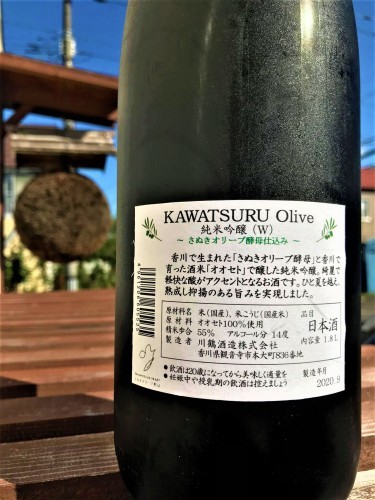 KAWATSURU Olive
純米吟醸（W）
～ さぬきオリーブ酵母仕込み ～
香川で生まれた「さぬきオリーブ酵母」と香川で
育った酒米「オオセト」で醸した純米吟醸。綺麗で
軽快な酸がアクセントとなるお酒です。ひと夏を越え、
熟成し抑揚のある旨みを実現しました。
原材料名 米(国産)、米こうじ(国産米)
原料米 オオセト100%使用
精米歩合 55% アルコール分 14度
製造者 川鶴酒造株式会社
香川県観音寺市本大町836番地
品目
日本酒
内容量 1.8L
●飲酒は20歳になってから美味しく適量を
●妊娠中や授乳期の飲酒は控えましょう
製造年月
2020.9